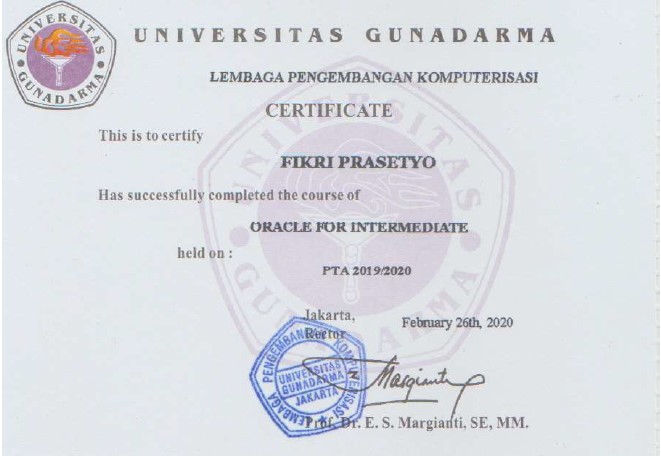 UNIVERSITAS GUNADARMA
UNIVERSITAS GUNADARMA
LEMBAGA PENGEMBANGAN KOMPUTERISASI
CERTIFICATE
This is to certify
FIKRI PRASETYO
Has successfully completed the course of
ORACLE FOR INTERMEDIATE
held on :
PTA 2019/2020
Jakarta,
February 26th, 2020
Rector
Margianti
Prof. Dr. E. S. Margianti, SE, MM.
LEMBAGA PENGEMBANGAN KOMPUTERISASI
UNIVERSITAS
GUNADARMA
JAKARTA
UNIVERSITAS GUNADARMA